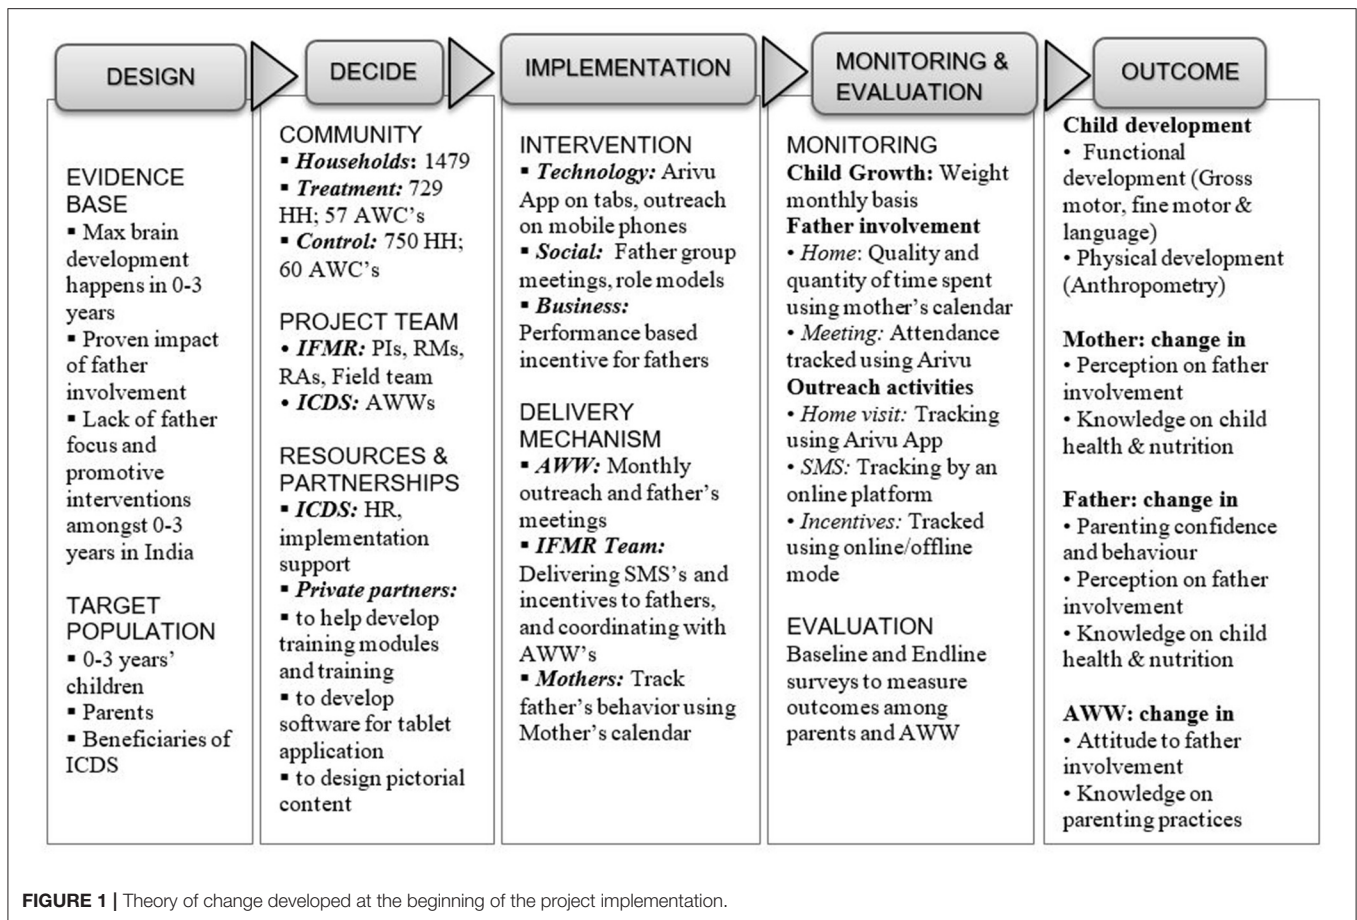 DESIGN
EVIDENCE
BASE
▪ Max brain
development
happens in 0-3
years
▪ Proven impact
of father
involvement
▪ Lack of father
focus and
promotive
interventions
amongst 0-3
years in India
TARGET
POPULATION
▪ 0-3 years’
children
▪ Parents
▪ Beneficiaries of
ICDS
DECIDE
COMMUNITY
▪ Households: 1479
▪ Treatment: 729
HH; 57 AWC’s
▪ Control: 750 HH;
60 AWC’s
PROJECT TEAM
• IFMR: PIs, RMs,
RAs, Field team
• ICDS: AWWs
RESOURCES &
PARTNERSHIPS
▪ ICDS: HR,
implementation
support
▪ Private partners:
▪ to help develop
training modules
and training
▪ to develop
software for tablet
application
▪ to design pictorial
content
IMPLEMENTATION
INTERVENTION
▪ Technology: Arivu
App on tabs, outreach
on mobile phones
▪ Social: Father group
meetings, role models
▪ Business:
Performance based
incentive for fathers
DELIVERY
MECHANISM
▪ AWW: Monthly
outreach and father’s
meetings
▪ IFMR Team:
Delivering SMS’s and
incentives to fathers,
and coordinating with
AWW’s
▪ Mothers: Track
father’s behavior using
Mother’s calendar
MONITORING &
EVALUATION
MONITORING
Child Growth: Weight
monthly basis
Father involvement
• Home: Quality and
quantity of time spent
using mother’s calendar
• Meeting: Attendance
tracked using Arivu
Outreach activities
• Home visit: Tracking
using Arivu App
• SMS: Tracking by an
online platform
• Incentives: Tracked
using online/offline
mode
EVALUATION
Baseline and Endline
surveys to measure
outcomes among
parents and AWW
OUTCOME
Child development
• Functional
development (Gross
motor, fine motor &
language)
• Physical development
(Anthropometry)
Mother: change in
• Perception on father
involvement
• Knowledge on child
health & nutrition
Father: change in
• Parenting confidence
and behaviour
• Perception on father
involvement
• Knowledge on child
health & nutrition
AWW: change in
• Attitude to father
involvement
• Knowledge on
parenting practices
FIGURE 1 | Theory of change developed at the beginning of the project implementation.